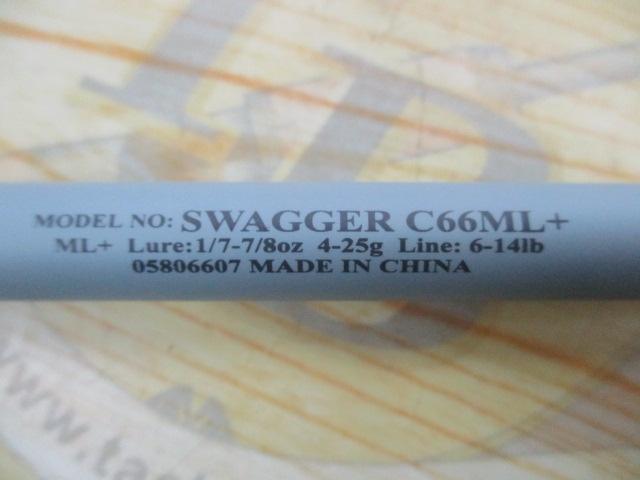 MODEL NO: SWAGGER C66ML+
ML+ Lure:1/7-7/8oz 4-25g Line: 6-14lb
05806607 MADE IN CHINA